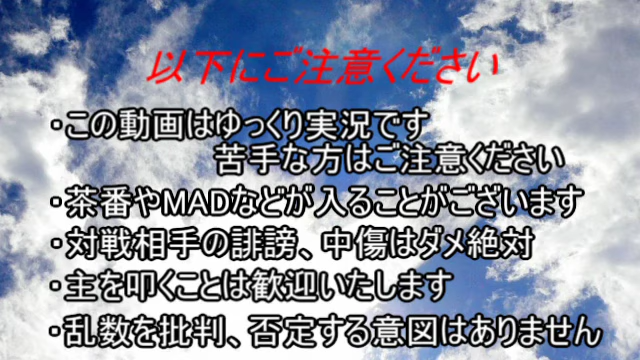 以下にご注意ください
・この動画はゆっくり実況です
苦手な方はご注意ください
・茶番やMADなどが入ることがございます
・対戦相手の誹謗、中傷はダメ絶対
・主を叩くことは歓迎いたします
・乱数を批判、否定する意図はありません